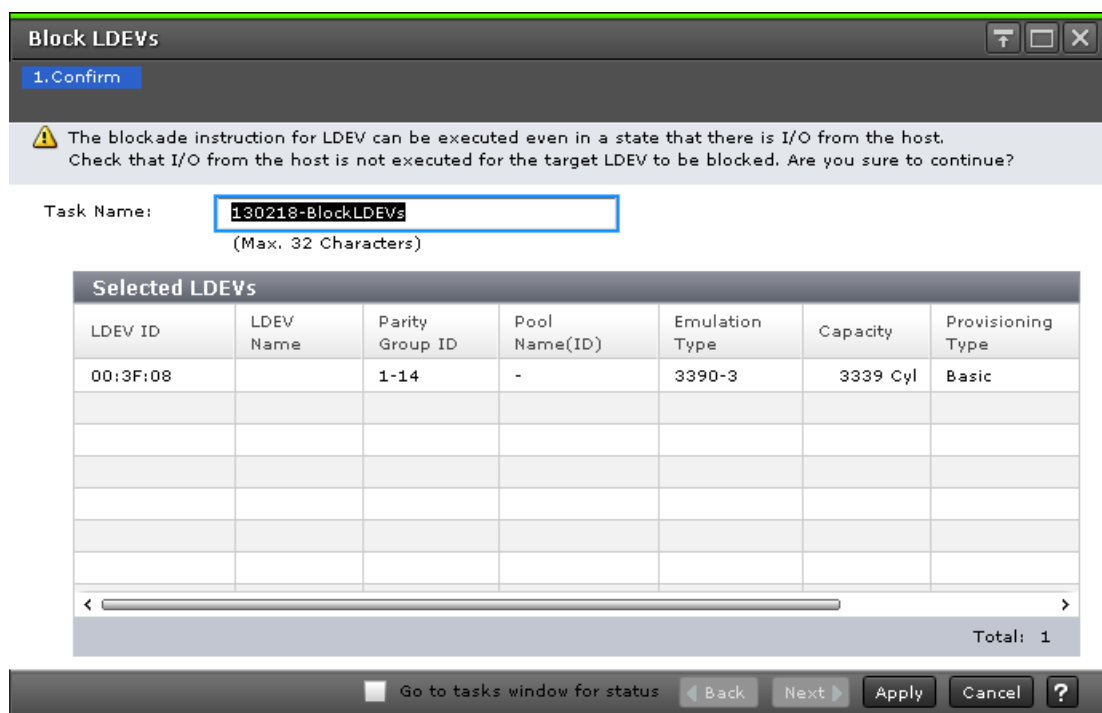 Block LDEVs
1.Confirm
The blockade instruction for LDEV can be executed even in a state that there is I/O from the host.
Check that I/O from the host is not executed for the target LDEV to be blocked. Are you sure to continue?
Task Name: 130218-BlockLDEVs
(Max. 32 Characters)
Selected LDEVs
LDEV ID LDEV Name Parity Group ID Pool Name(ID) Emulation Type Capacity Provisioning Type
00:3F:08 1-14 - 3390-3 3339 Cyl Basic
Total: 1
Go to tasks window for status Back Next Apply Cancel ?